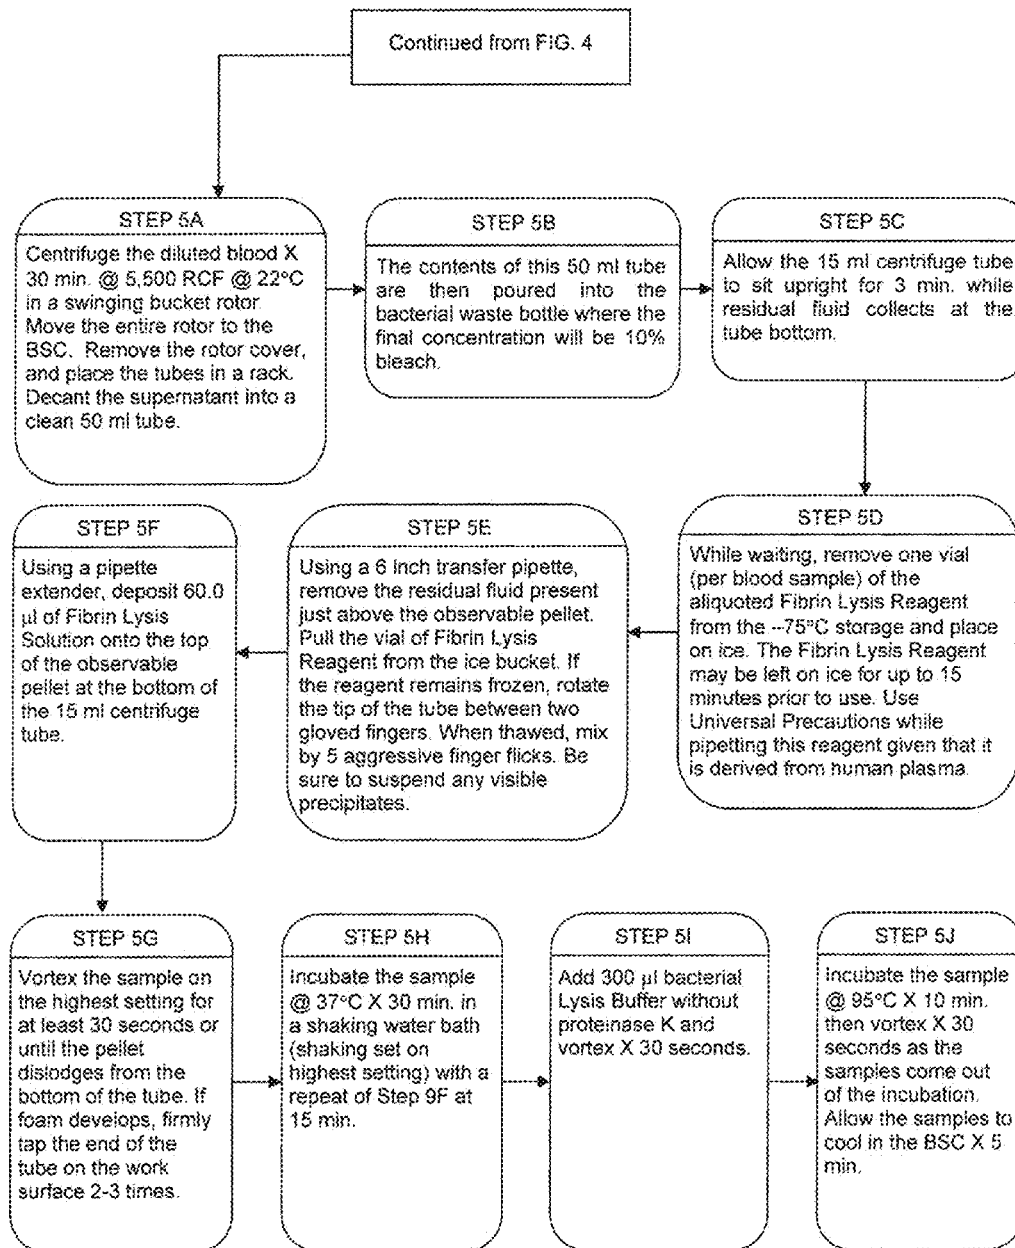 Continued from FIG. 4
STEP 5A
Centrifuge the diluted blood X
30 min. @ 5,500 RCF @ 22°C
in a swinging bucket rotor.
Move the entire rotor to the
BSC. Remove the rotor cover,
and place the tubes in a rack.
Decant the supernatant into a
clean 50 ml tube.
STEP 5B
The contents of this 50 ml tube
are then poured into the
bacterial waste bottle where the
final concentration will be 10%
bleach.
STEP 5C
Allow the 15 ml centrifuge tube
to sit upright for 3 min. while
residual fluid collects at the
tube bottom.
STEP 5D
While waiting, remove one vial
(per blood sample) of the
aliquoted Fibrin Lysis Reagent
from the --75°C storage and place
on ice. The Fibrin Lysis Reagent
may be left on ice for up to 15
minutes prior to use. Use
Universal Precautions while
pipetting this reagent given that it
is derived from human plasma.
STEP 5E
Using a 6 inch transfer pipette,
remove the residual fluid present
just above the observable pellet.
Pull the vial of Fibrin Lysis
Reagent from the ice bucket. If
the reagent remains frozen, rotate
the tip of the tube between two
gloved fingers. When thawed, mix
by 5 aggressive finger flicks. Be
sure to suspend any visible
precipitates.
STEP 5F
Using a pipette
extender, deposit 60.0
µl of Fibrin Lysis
Solution onto the top
of the observable
pellet at the bottom of
the 15 ml centrifuge
tube.
STEP 5G
Vortex the sample on
the highest setting for
at least 30 seconds or
until the pellet
dislodges from the
bottom of the tube. If
foam develops, firmly
tap the end of the
tube on the work
surface 2-3 times.
STEP 5H
Incubate the sample
@ 37°C X 30 min. in
a shaking water bath
(shaking set on
highest setting) with a
repeat of Step 9F at
15 min.
STEP 5I
Add 300 µl bacterial
Lysis Buffer without
proteinase K and
vortex X 30 seconds.
STEP 5J
Incubate the sample
@ 95°C X 10 min.
then vortex X 30
seconds as the
samples come out
of the incubation.
Allow the samples to
cool in the BSC X 5
min.